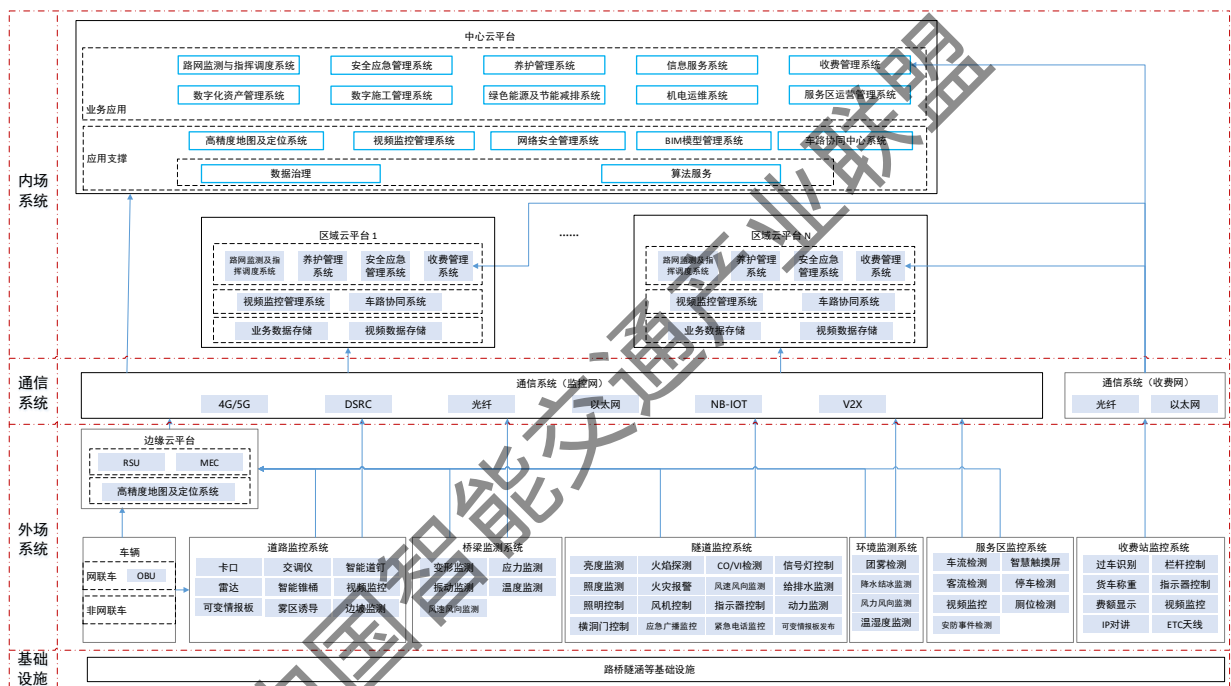 中心云平台
路网监测与指挥调度系统 安全应急管理系统 养护管理系统 信息服务系统 收费管理系统
数字化资产管理系统 数字施工管理系统 绿色能源及节能减排系统 机电运维系统 服务区运营管理系统
业务应用
高精度地图及定位系统 视频监控管理系统 网络安全管理系统 BIM模型管理系统 车路协同中心系统
应用支撑
数据治理 算法服务
内场
系统
区域云平台 1
路网监测及指
挥调度系统
养护管理
系统
安全应急
管理系统
收费管理
系统
视频监控管理系统 车路协同系统
业务数据存储 视频数据存储
······
区域云平台 N
路网监测及指
挥调度系统
养护管理
系统
安全应急
管理系统
收费管理
系统
视频监控管理系统 车路协同系统
业务数据存储 视频数据存储
通信
系统
通信系统（监控网）
4G/5G DSRC 光纤 以太网 NB-IOT V2X
通信系统（收费网）
光纤 以太网
外场
系统
边缘云平台
RSU MEC
高精度地图及定位系统
车辆
网联车 OBU
非网联车
道路监控系统
卡口 交调仪 智能道钉
雷达 智能锥桶 视频监控
可变情报板 雾区诱导 边坡监测
桥梁监测系统
变形监测 应力监测
振动监测 温度监测
风速风向监测
隧道监控系统
亮度监测 火焰探测 CO/VI检测 信号灯控制
照度监测 火灾报警 风速风向监测 给排水监测
照明控制 风机控制 指示器控制 动力监测
横洞门控制 应急广播监控 紧急电话监控 可变情报板发布
环境监测系统
团雾检测
降水结冰监测
风力风向监测
温湿度监测
服务区监控系统
车流检测 智慧触摸屏
客流检测 停车检测
视频监控 厕位检测
安防事件检测
收费站监控系统
过车识别 栏杆控制
货车称重 指示器控制
费额显示 视频监控
IP对讲 ETC天线
基础
设施
路桥隧涵等基础设施
中国智能交通产业联盟